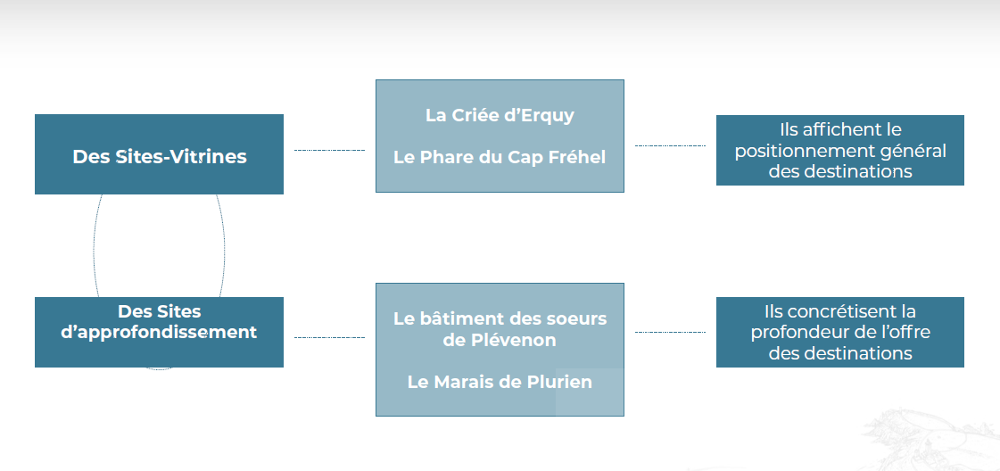 Des Sites-Vitrines
La Criée d’Erquy
Le Phare du Cap Fréhel
Ils affichent le
positionnement général
des destinations
Des Sites
d’approfondissement
Le bâtiment des soeurs
de Plévenon
Le Marais de Plurien
Ils concrétisent la
profondeur de l’offre
des destinations